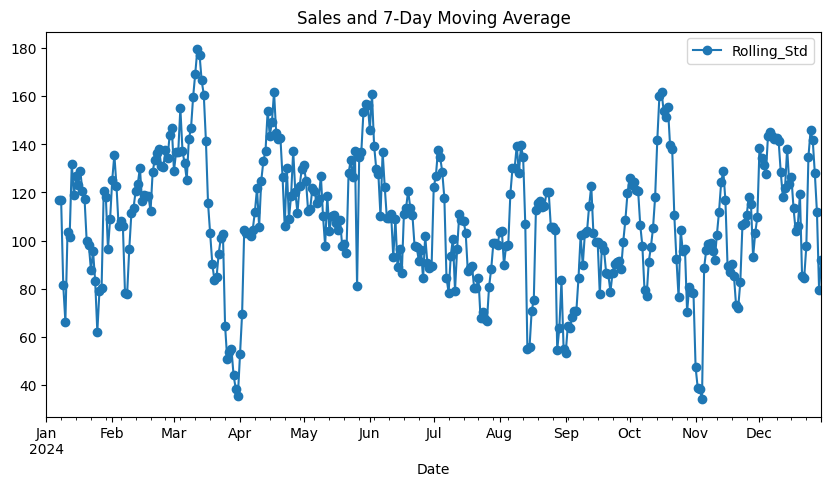 Sales and 7-Day Moving Average
Rolling_Std
180
160
140
120
100
80
60
40
Jan Feb Mar Apr May Jun Jul Aug Sep Oct Nov Dec
2024
Date